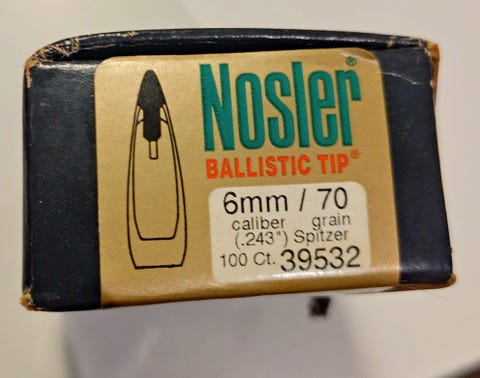 Nosler®
BALLISTIC TIP®
6mm / 70
caliber grain
(.243") Spitzer
100 Ct. 39532